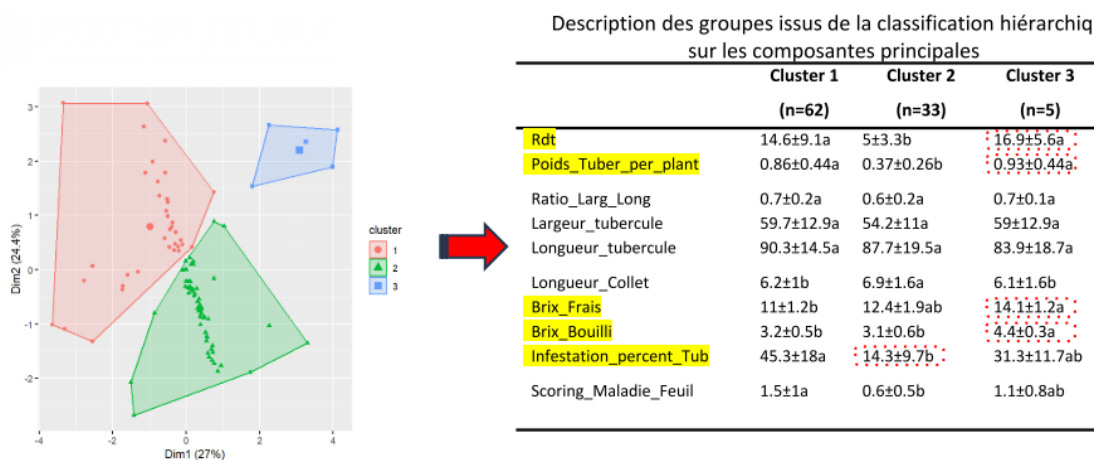 Description des groupes issus de la classification hiérarchiq
sur les composantes principales
Cluster 1 Cluster 2 Cluster 3
(n=62) (n=33) (n=5)
Rdt 14.6±9.1a 5±3.3b 16.9±5.6a
Poids_Tuber_per_plant 0.86±0.44a 0.37±0.26b 0.93±0.44a
Ratio_Larg_Long 0.7±0.2a 0.6±0.2a 0.7±0.1a
Largeur_tubercule 59.7±12.9a 54.2±11a 59±12.9a
Longueur_tubercule 90.3±14.5a 87.7±19.5a 83.9±18.7a
Longueur_Collet 6.2±1b 6.9±1.6a 6.1±1.6b
Brix_Frais 11±1.2b 12.4±1.9ab 14.1±1.2a
Brix_Bouilli 3.2±0.5b 3.1±0.6b 4.4±0.3a
Infestation_percent_Tub 45.3±18a 14.3±9.7b 31.3±11.7ab
Scoring_Maladie_Feuil 1.5±1a 0.6±0.5b 1.1±0.8ab
Dim2 (24.4%)
3
2
1
0
-1
-2
-4 -2 0 2 4
Dim1 (27%)
cluster
1
2
3